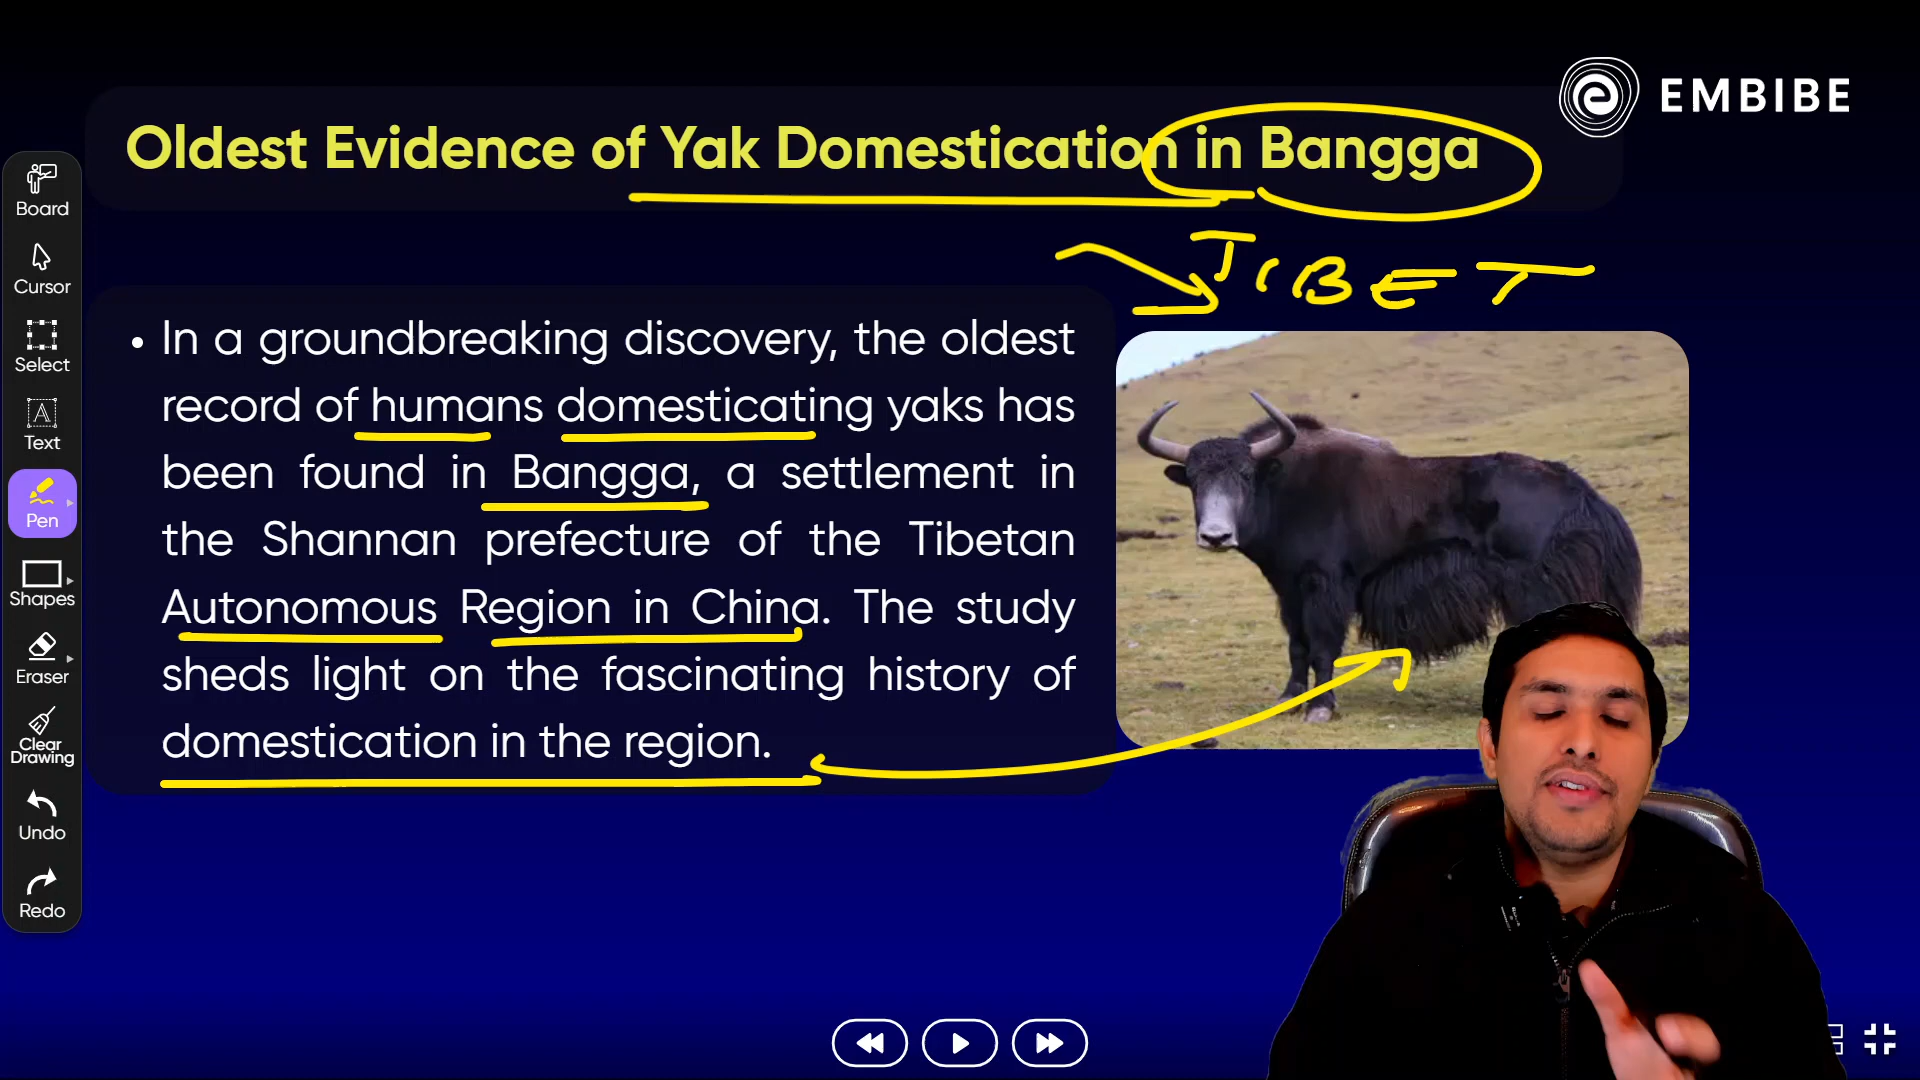 EMBIBE
Oldest Evidence of Yak Domestication in Bangga
TIBET
Board
Cursor
Select
Text
Pen
Shapes
Eraser
Clear
Drawing
Undo
Redo
• In a groundbreaking discovery, the oldest
record of humans domesticating yaks has
been found in Bangga, a settlement in
the Shannan prefecture of the Tibetan
Autonomous Region in China. The study
sheds light on the fascinating history of
domestication in the region.